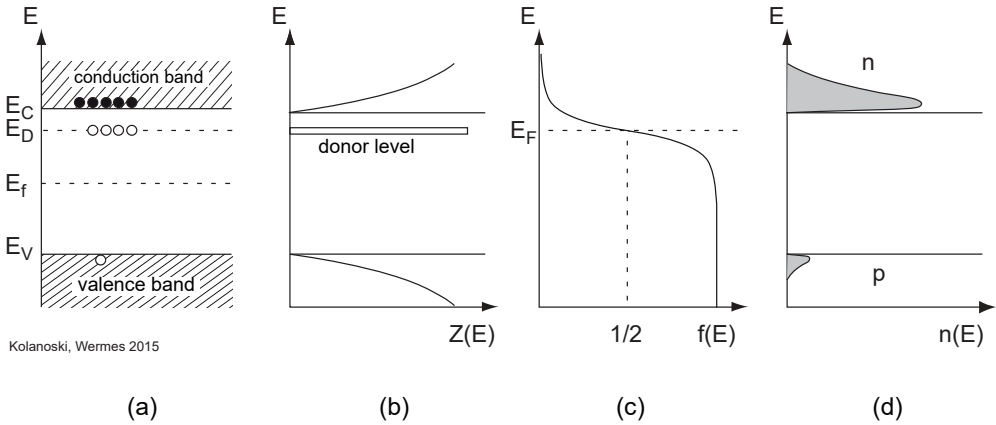 E
conduction band
E_C
E_D
E_f
E_V
valence band
Kolanoski, Wermes 2015
(a)
E
donor level
Z(E)
(b)
E
E_F
1/2
f(E)
(c)
E
n
p
n(E)
(d)